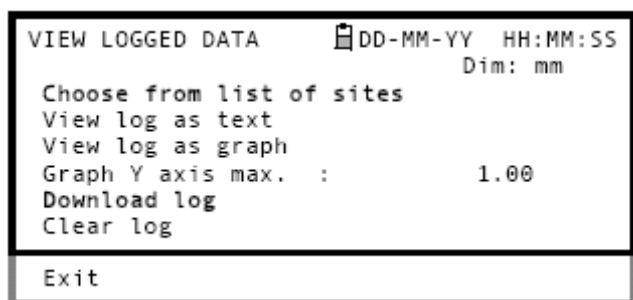 VIEW LOGGED DATA DD-MM-YY HH:MM:SS
Dim: mm
Choose from list of sites
View log as text
View log as graph
Graph Y axis max. : 1.00
Download log
Clear log
Exit